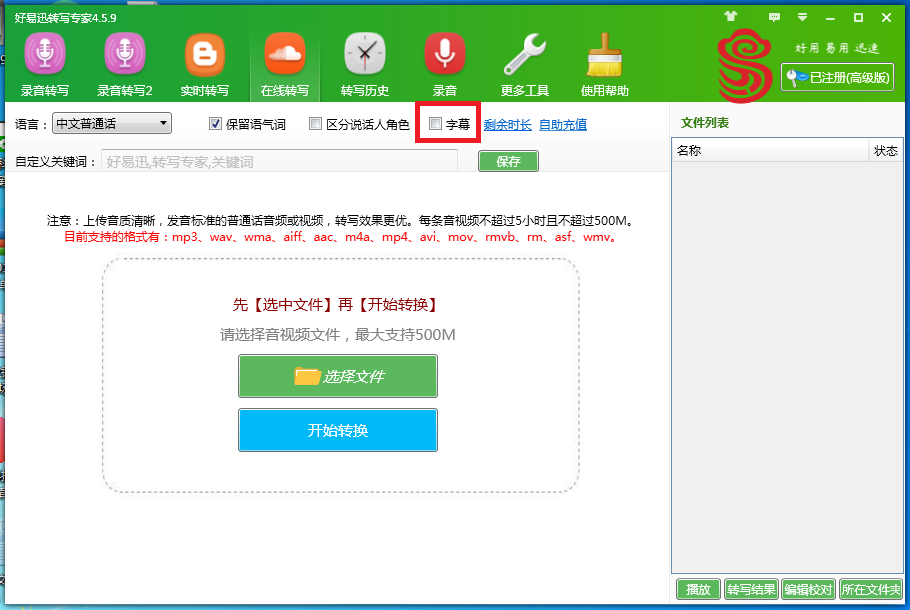 好易迅转写专家4.5.9
好用 易用 迅速
已注册(高级版)
录音转写 录音转写2 实时转写 在线转写 转写历史 录音 更多工具 使用帮助
语言： 中文普通话 保留语气词 区分说话人角色 字幕 剩余时长 自助充值
自定义关键词： 好易迅,转写专家,关键词 保存
注意：上传音质清晰，发音标准的普通话音频或视频，转写效果更优。每条音视频不超过5小时且不超过500M。
目前支持的格式有：mp3、wav、wma、aiff、aac、m4a、mp4、avi、mov、rmvb、rm、asf、wmv。
先【选中文件】再【开始转换】
请选择音视频文件，最大支持500M
选择文件
开始转换
文件列表
名称 状态
播放 转写结果 编辑校对 所在文件夹